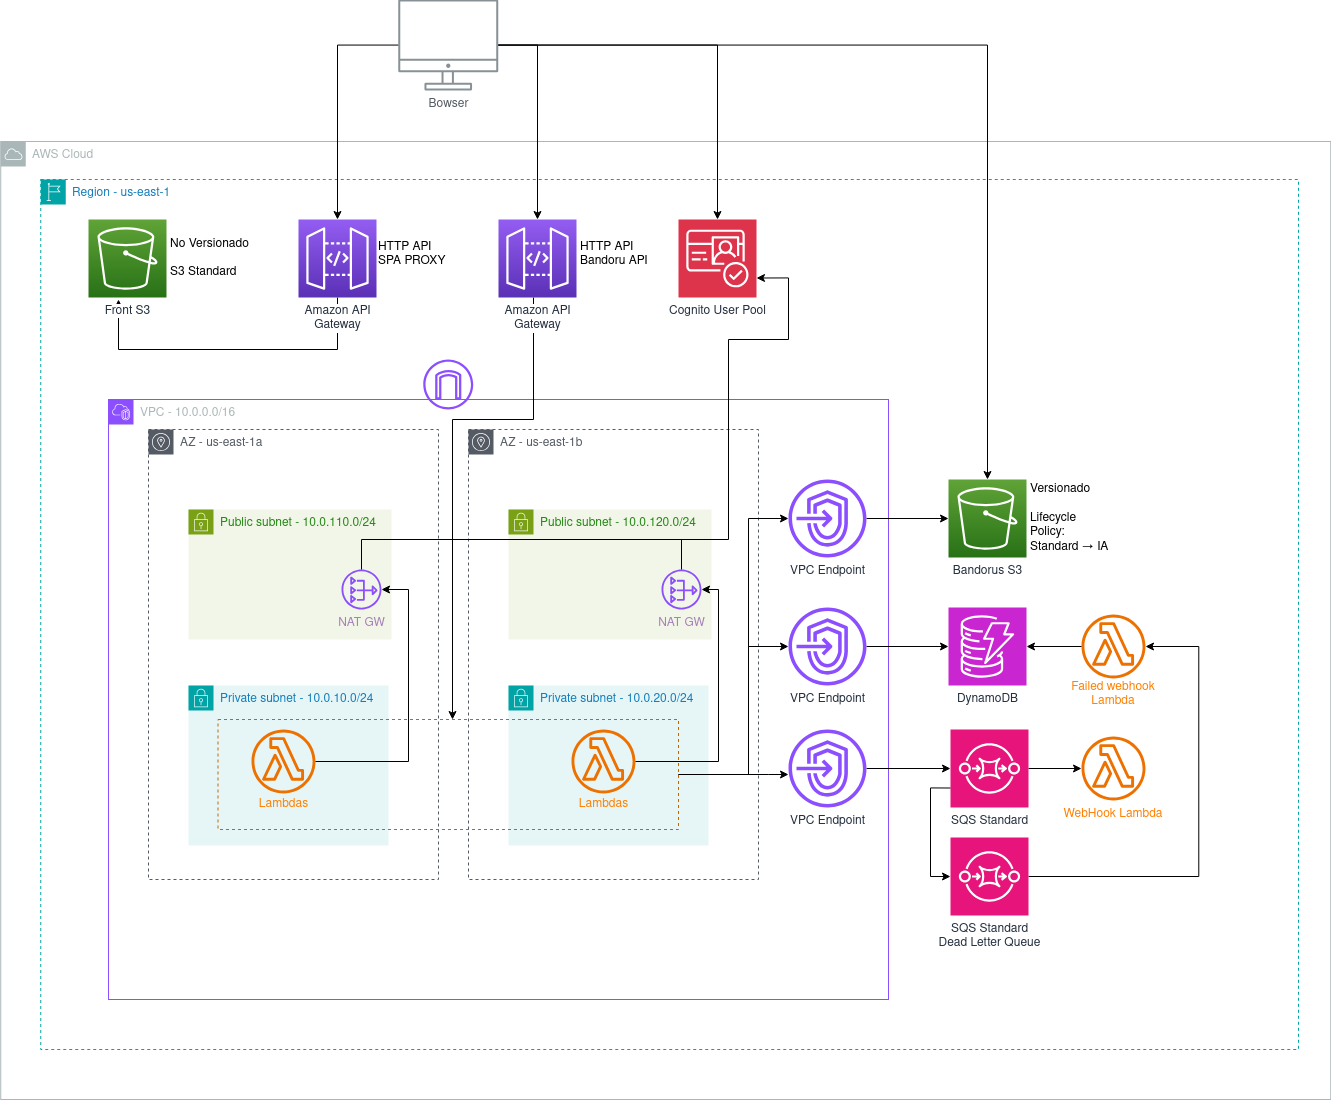 Bowser
AWS Cloud
Region - us-east-1
No Versionado
S3 Standard
Front S3
HTTP API
SPA PROXY
Amazon API
Gateway
HTTP API
Bandoru API
Amazon API
Gateway
Cognito User Pool
VPC - 10.0.0.0/16
AZ - us-east-1a
AZ - us-east-1b
Public subnet - 10.0.110.0/24
NAT GW
Public subnet - 10.0.120.0/24
NAT GW
Private subnet - 10.0.10.0/24
Lambdas
Private subnet - 10.0.20.0/24
Lambdas
VPC Endpoint
VPC Endpoint
VPC Endpoint
Versionado
Lifecycle
Policy:
Standard → IA
Bandorus S3
DynamoDB
Failed webhook
Lambda
SQS Standard
WebHook Lambda
SQS Standard
Dead Letter Queue